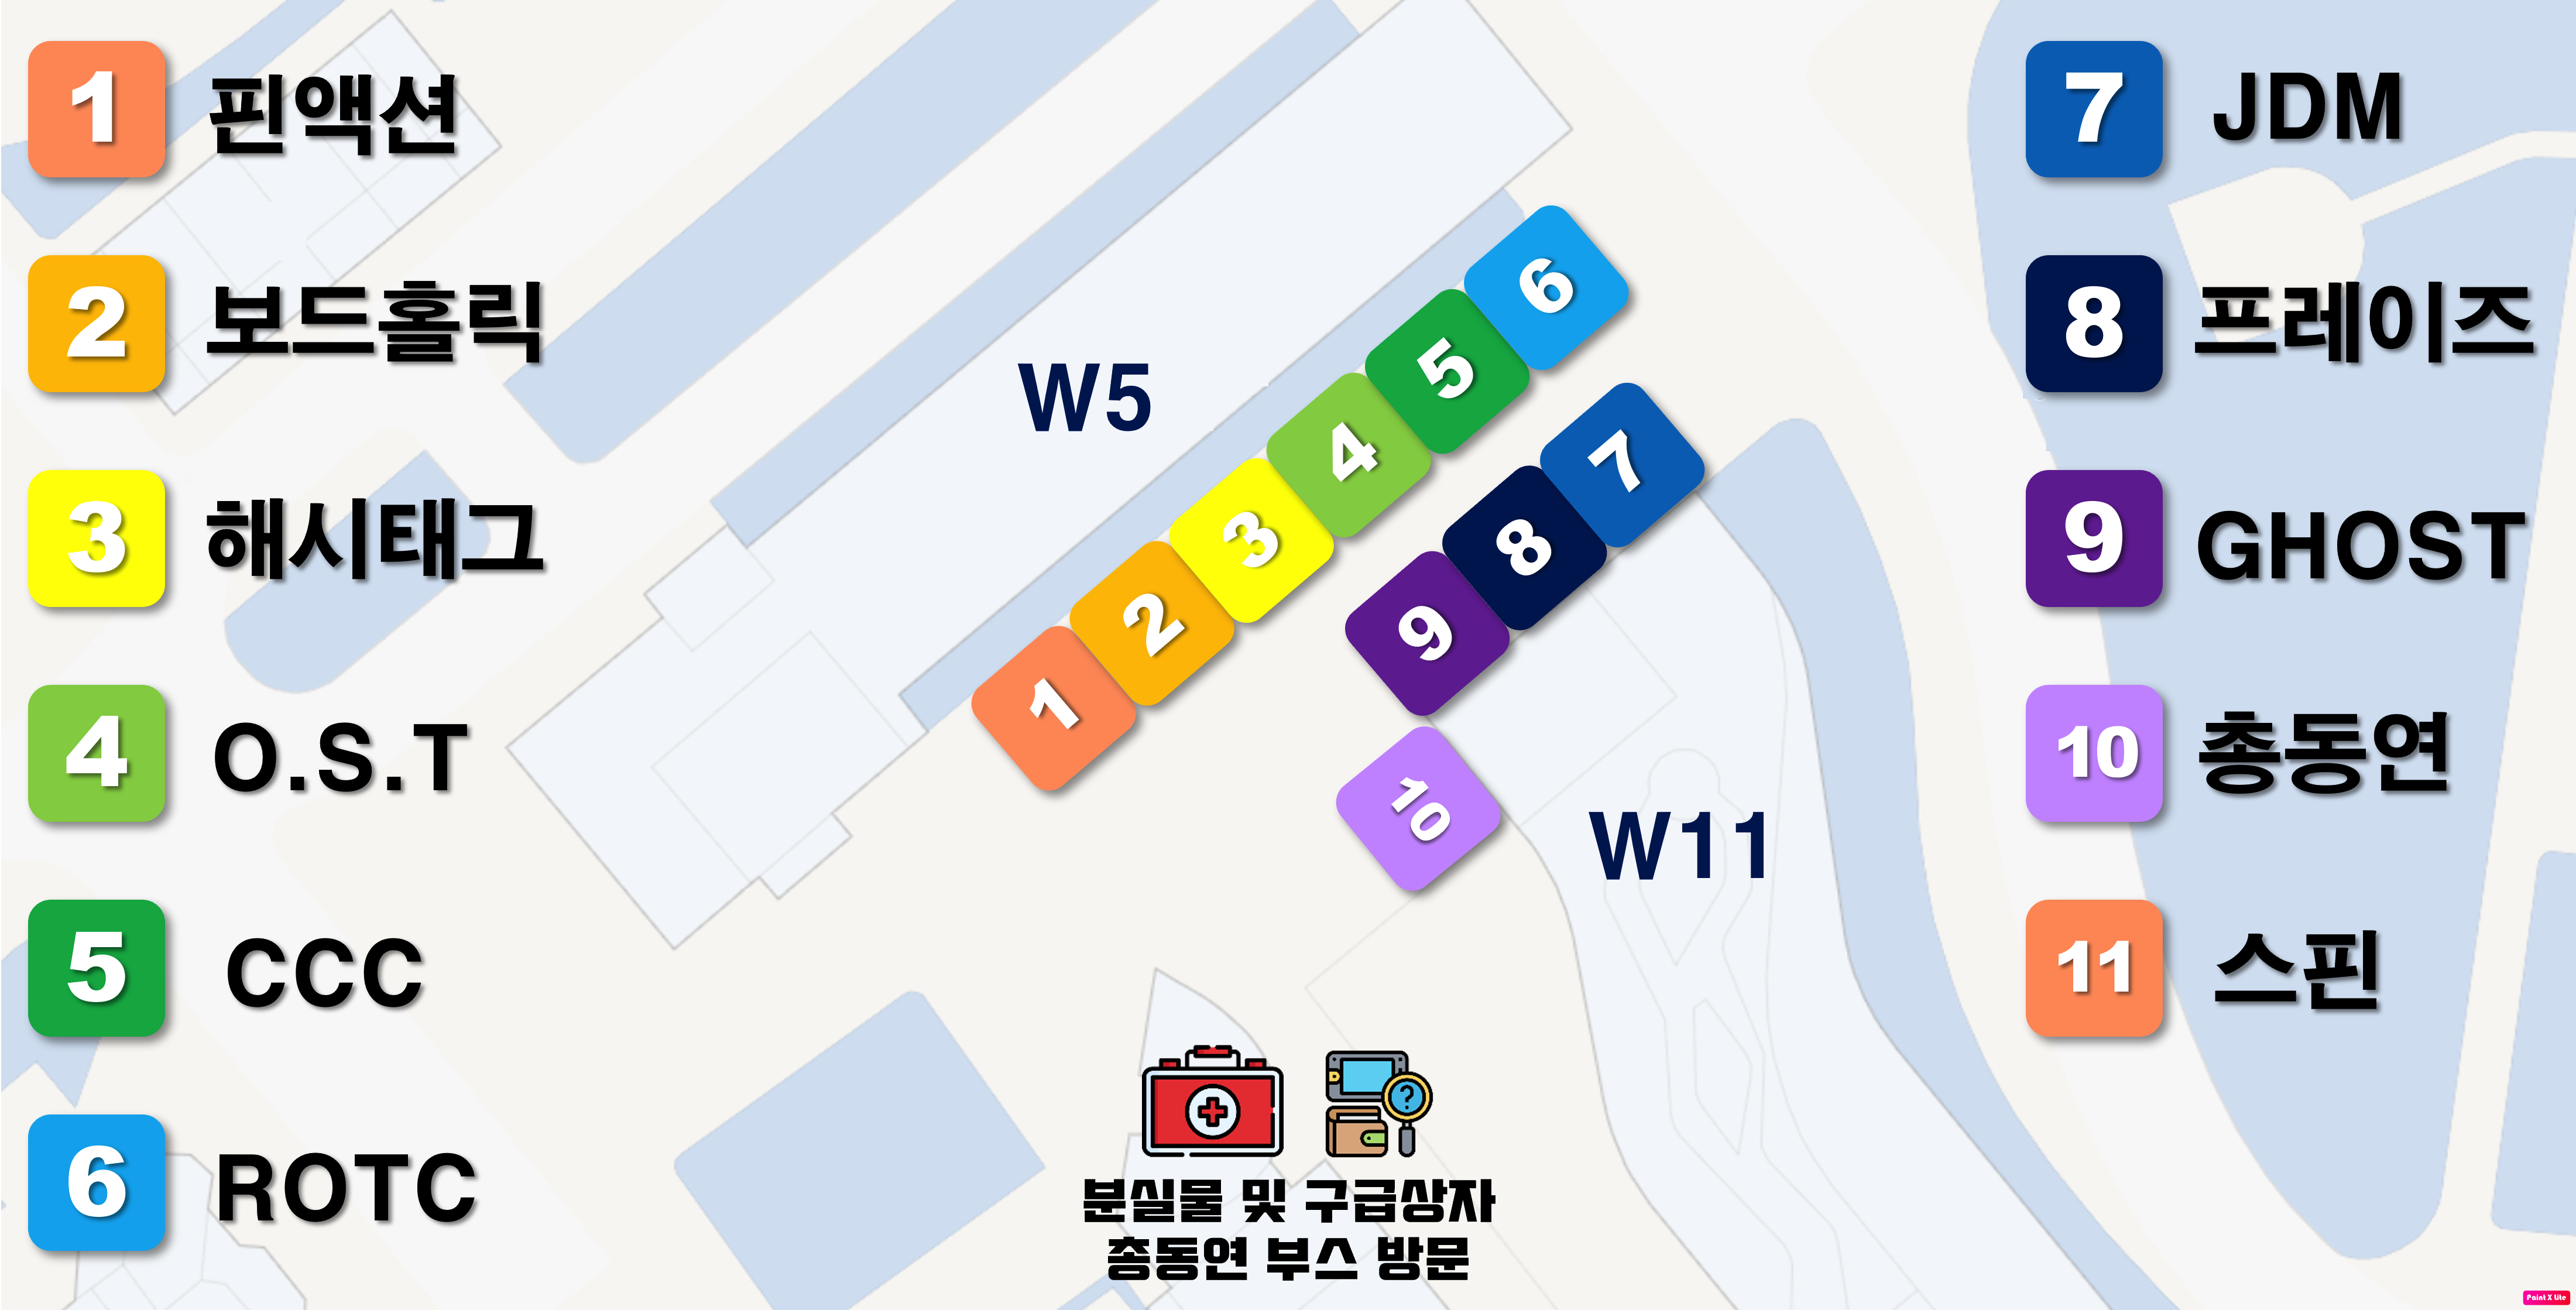 1 핀액션
2 보드홀릭
3 해시태그
4 O.S.T
5 CCC
6 ROTC
7 JDM
8 프레이즈
9 GHOST
10 총동연
11 스핀
W5
6
5
4
3
2
1
7
8
9
10
W11
?
분실물 및 구급상자
총동연 부스 방문
Paint X Lite